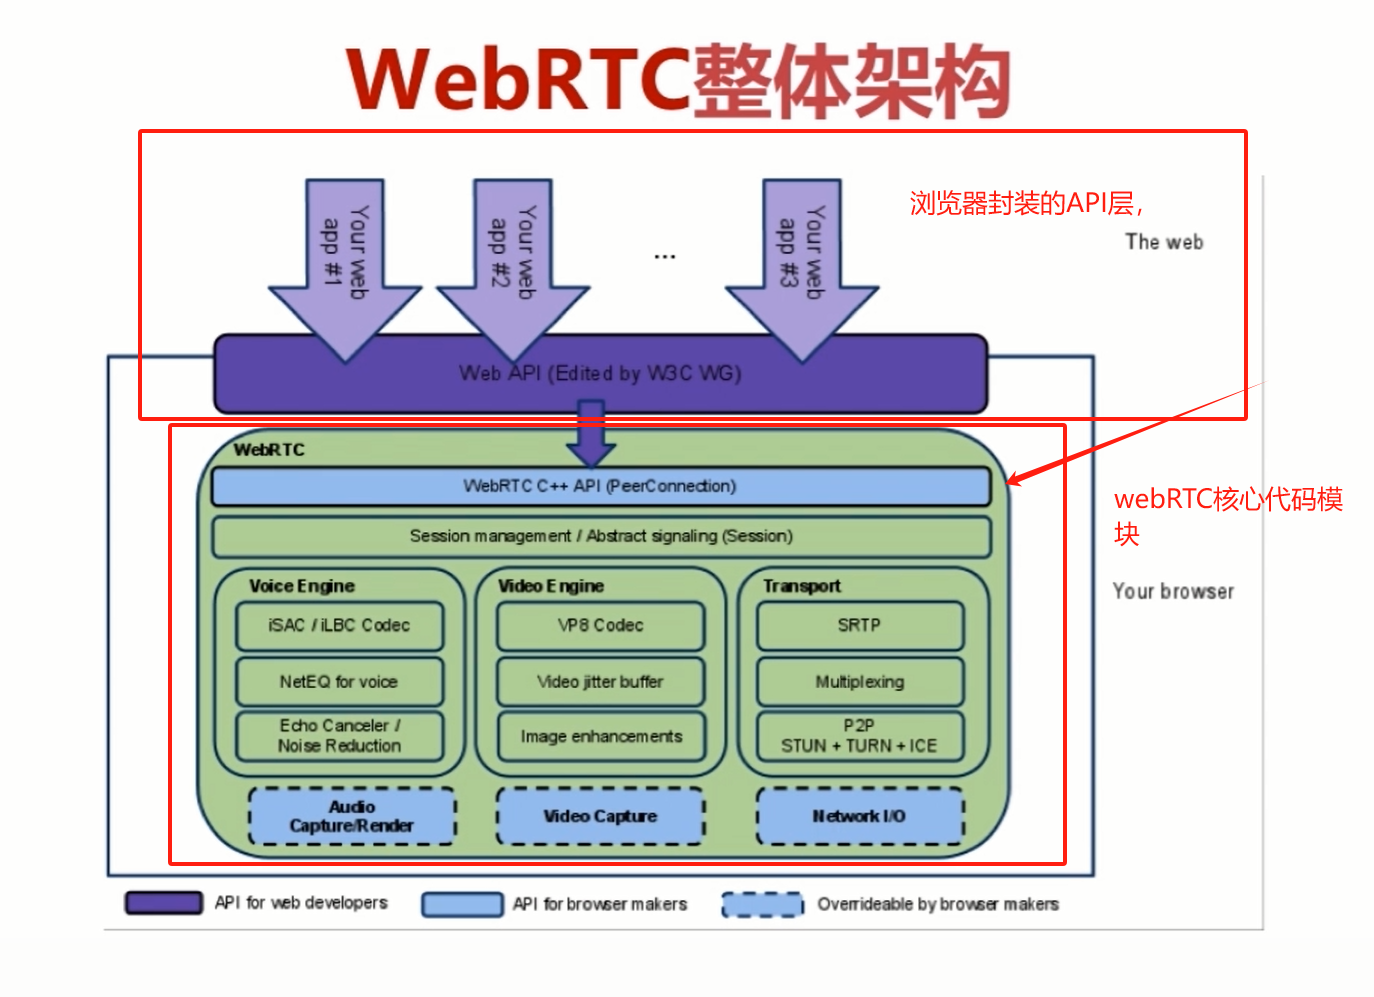 WebRTC整体架构
浏览器封装的API层，
The web
Your web
app #1
Your web
app #2
...
Your web
app #3
Web API (Edited by W3C WG)
WebRTC
WebRTC C++ API (PeerConnection)
webRTC核心代码模
块
Session management / Abstract signaling (Session)
Your browser
Voice Engine
iSAC / iLBC Codec
NetEQ for voice
Echo Canceler /
Noise Reduction
Video Engine
VP8 Codec
Video jitter buffer
Image enhancements
Transport
SRTP
Multiplexing
P2P
STUN + TURN + ICE
Audio
Capture/Render
Video Capture
Network I/O
API for web developers
API for browser makers
Overrideable by browser makers